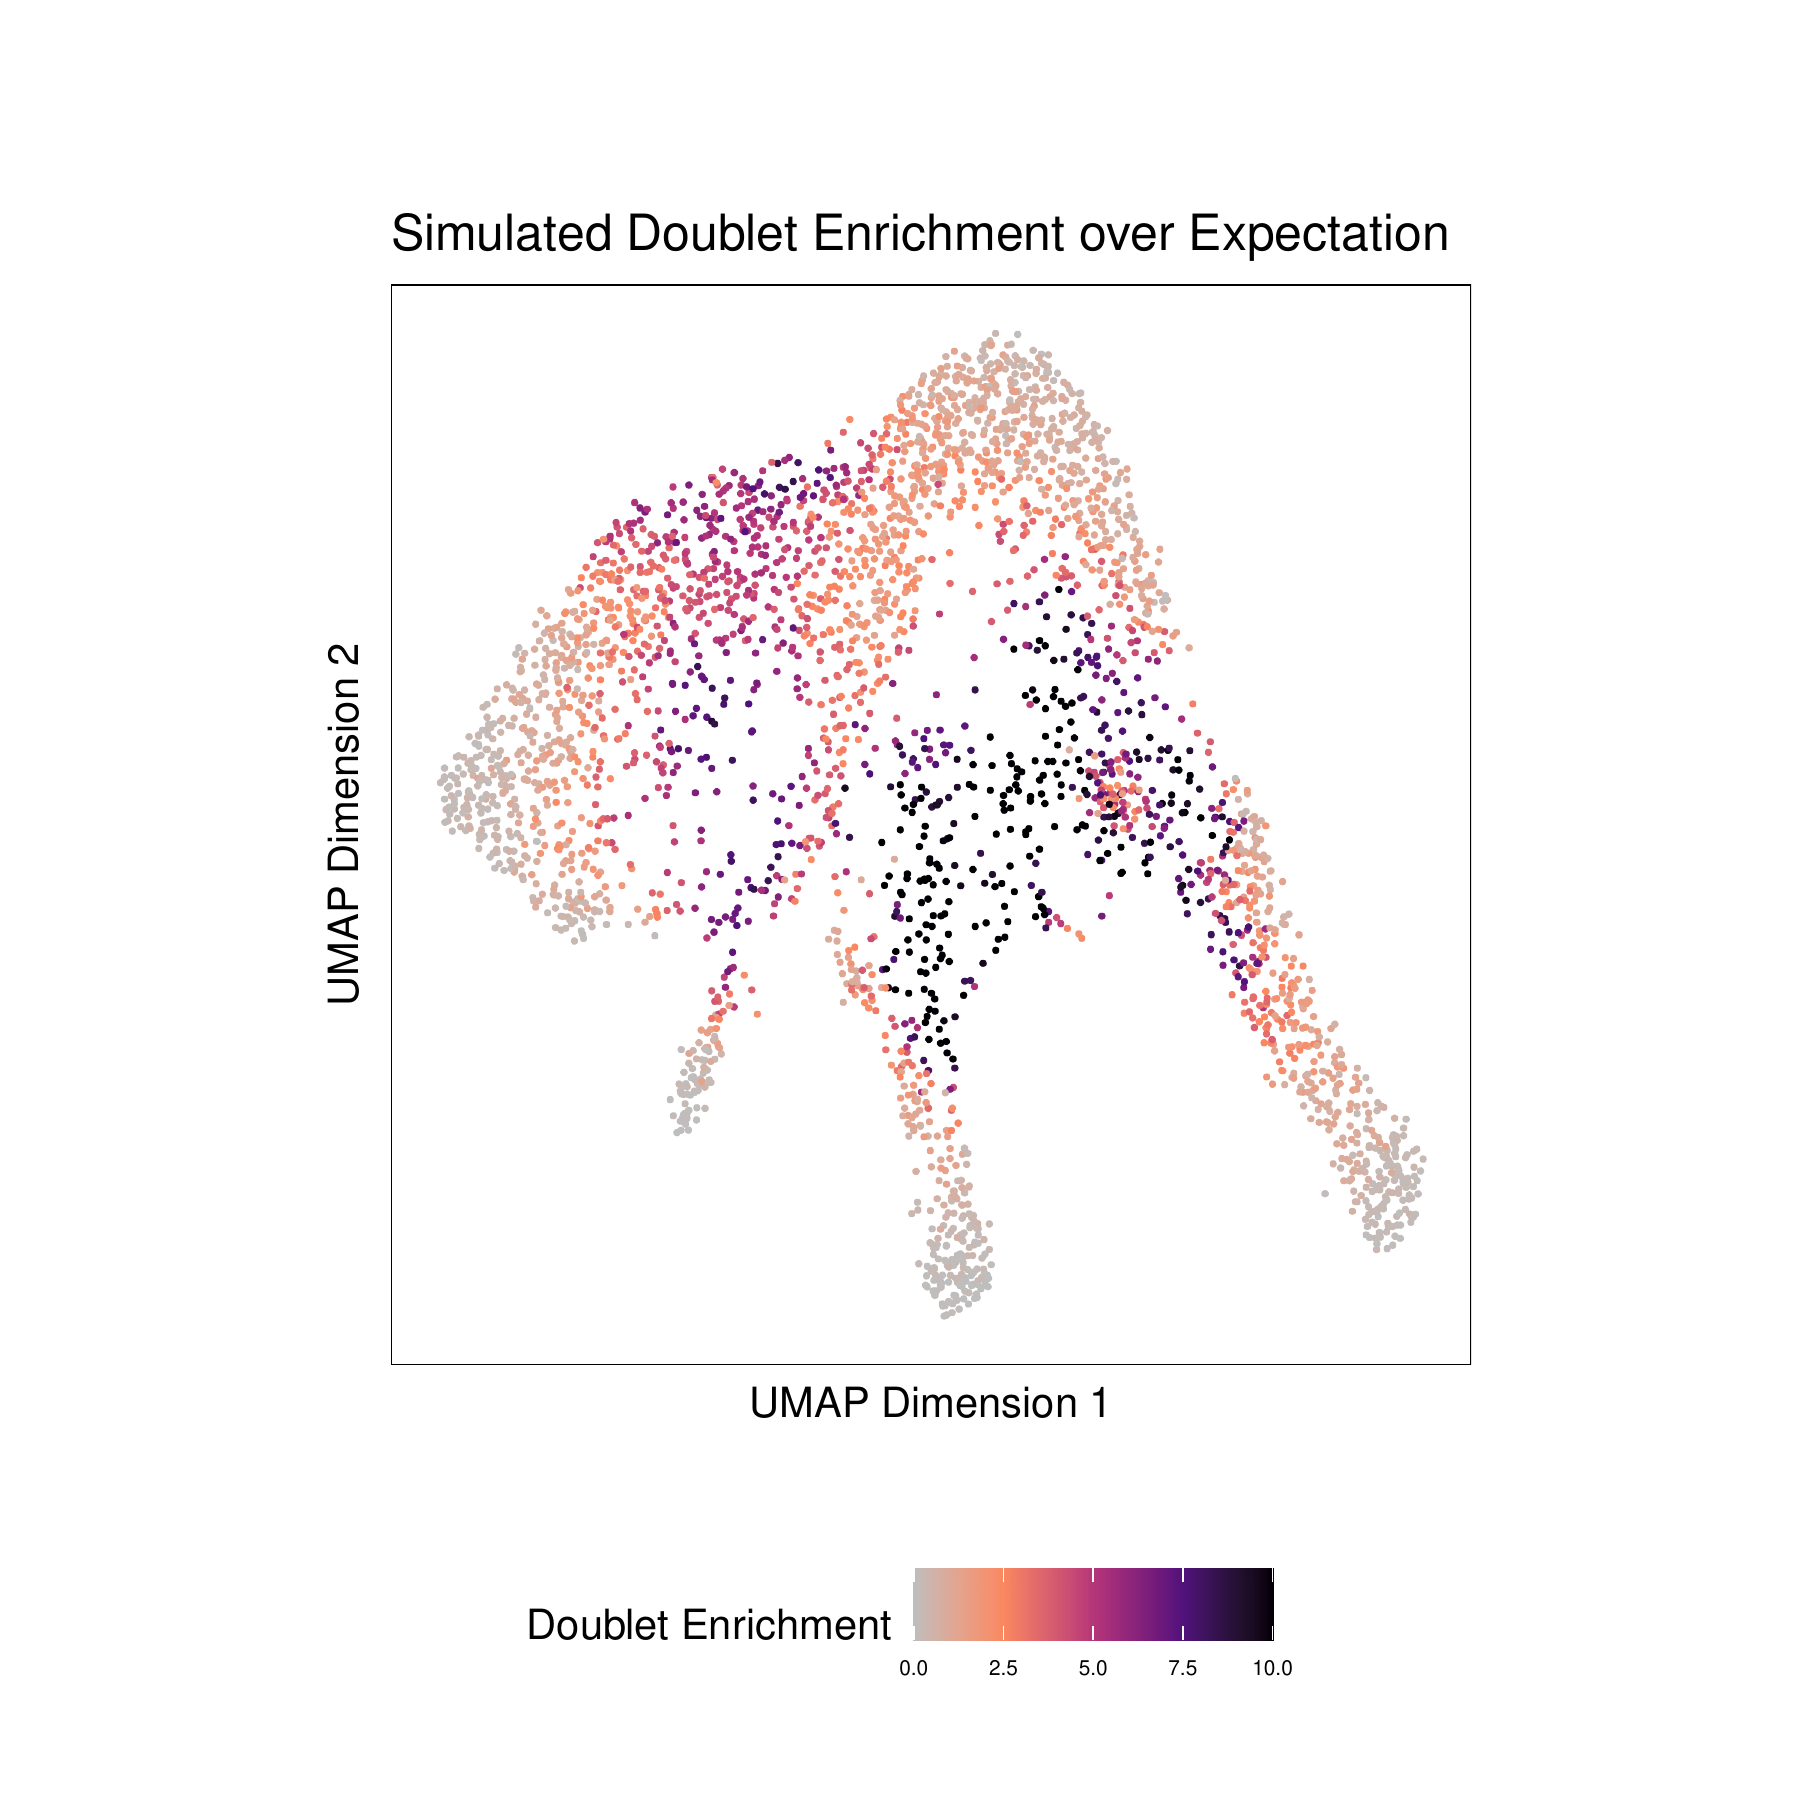 Simulated Doublet Enrichment over Expectation
UMAP Dimension 2
UMAP Dimension 1
Doublet Enrichment
0.0 2.5 5.0 7.5 10.0